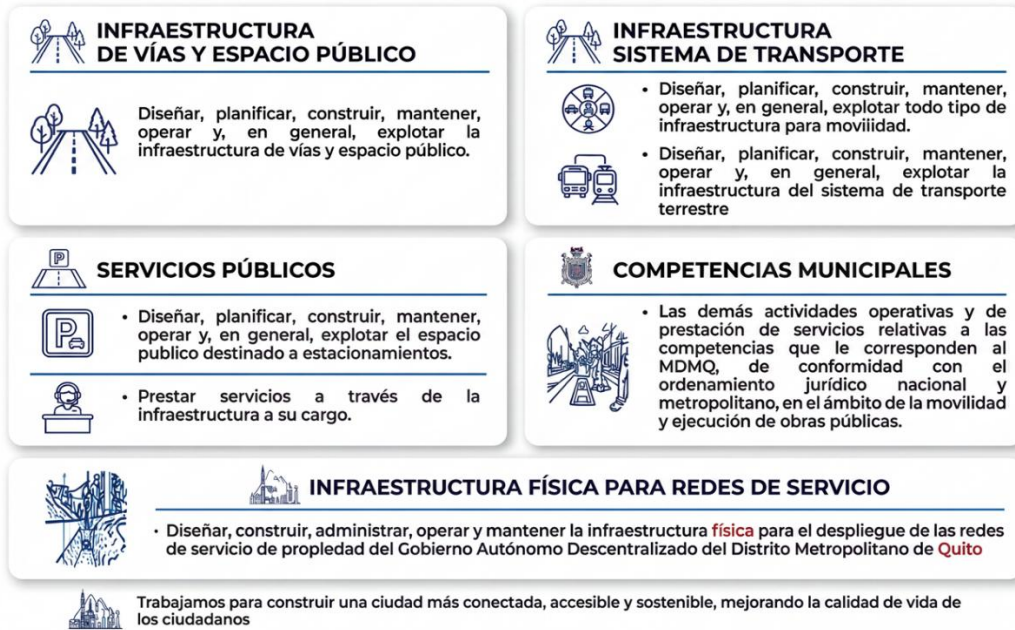 INFRAESTRUCTURA
DE VÍAS Y ESPACIO PÚBLICO
Diseñar, planificar, construir, mantener,
operar y, en general, explotar la
infraestructura de vías y espacio público.
INFRAESTRUCTURA
SISTEMA DE TRANSPORTE
• Diseñar, planificar, construir, mantener,
operar y, en general, explotar todo tipo de
infraestructura para moviiidad.
• Diseñar, planificar, construir, mantener,
operar y, en general, explotar la
infraestructura del sistema de transporte
terrestre
P
SERVICIOS PÚBLICOS
P
• Diseñar, planificar, construir, mantener,
operar y, en general, explotar el espacio
publico destinado a estacionamientos.
• Prestar servicios a través de la
infraestructura a su cargo.
COMPETENCIAS MUNICIPALES
• Las demás actividades operativas y de
prestación de servicios relativas a las
competencias que le corresponden al
MDMQ, de conformidad con el
ordenamiento jurídico nacional y
metropolitano, en el ámbito de la movilidad
y ejecución de obras públicas.
INFRAESTRUCTURA FÍSICA PARA REDES DE SERVICIO
• Diseñar, construir, administrar, operar y mantener la infraestructura física para el despliegue de las redes
de servicio de propledad del Gobierno Autónomo Descentralizado del Distrito Metropolitano de Quito
Trabajamos para construir una ciudad más conectada, accesible y sostenible, mejorando la calidad de vida de
los ciudadanos